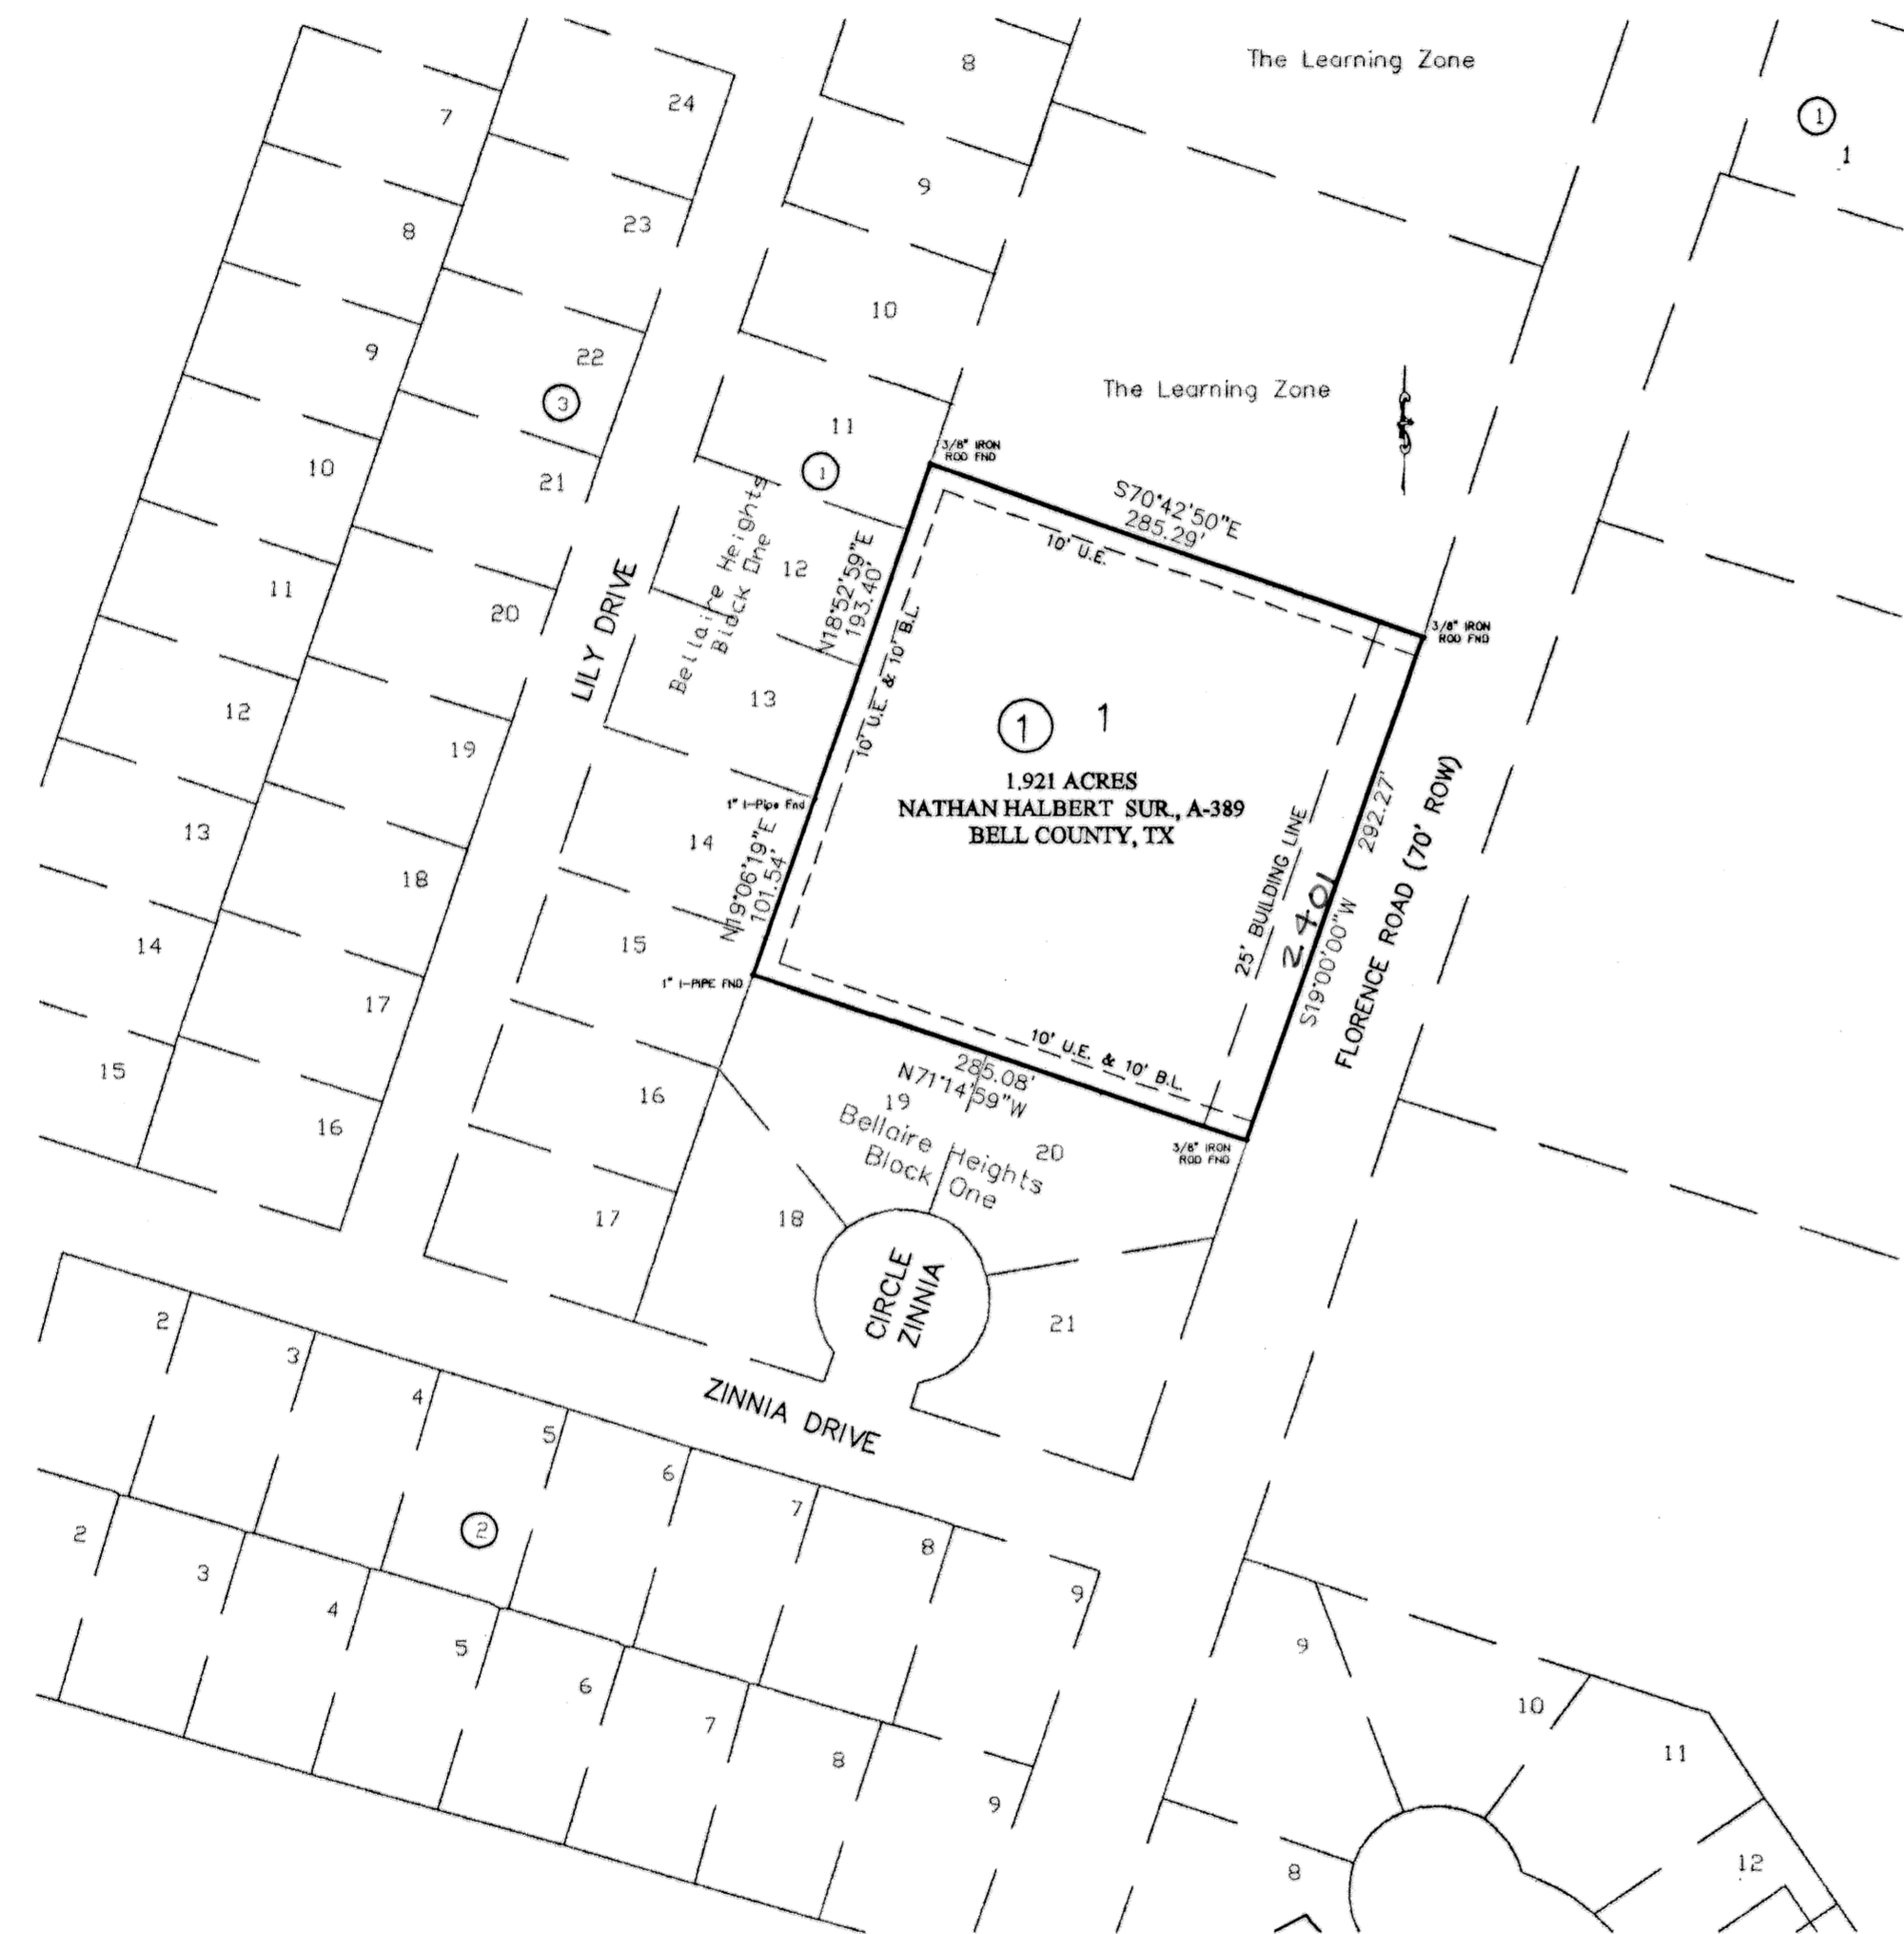 The Learning Zone
8
24
7
1
1
9
23
8
10
22
9
3
The Learning Zone
11
3/8" IRON
ROD FND
10
1
21
S70°42'50"E
285.29'
10' U.E.
Bellaire Heights
Block One
12
N18°52'59"E
193.40'
11
LILY DRIVE
20
10' U.E. & 10' B.L.
3/8" IRON
ROD FND
13
12
19
1
1
1.921 ACRES
NATHAN HALBERT SUR., A-389
BELL COUNTY, TX
1" I-Pipe Fnd
13
14
N19°06'19"E
101.54'
292.27'
25' BUILDING LINE
2401
S19°00'00"W
FLORENCE ROAD (70' ROW)
18
14
15
1" I-PIPE FND
17
10' U.E. & 10' B.L.
285.08'
N71°14'59"W
15
16
19
16
Bellaire Heights
Block One
20
3/8" IRON
ROD FND
17
18
CIRCLE
ZINNIA
21
ZINNIA DRIVE
2
3
4
5
6
7
8
9
2
2
3
4
5
6
7
8
9
9
10
11
8
12